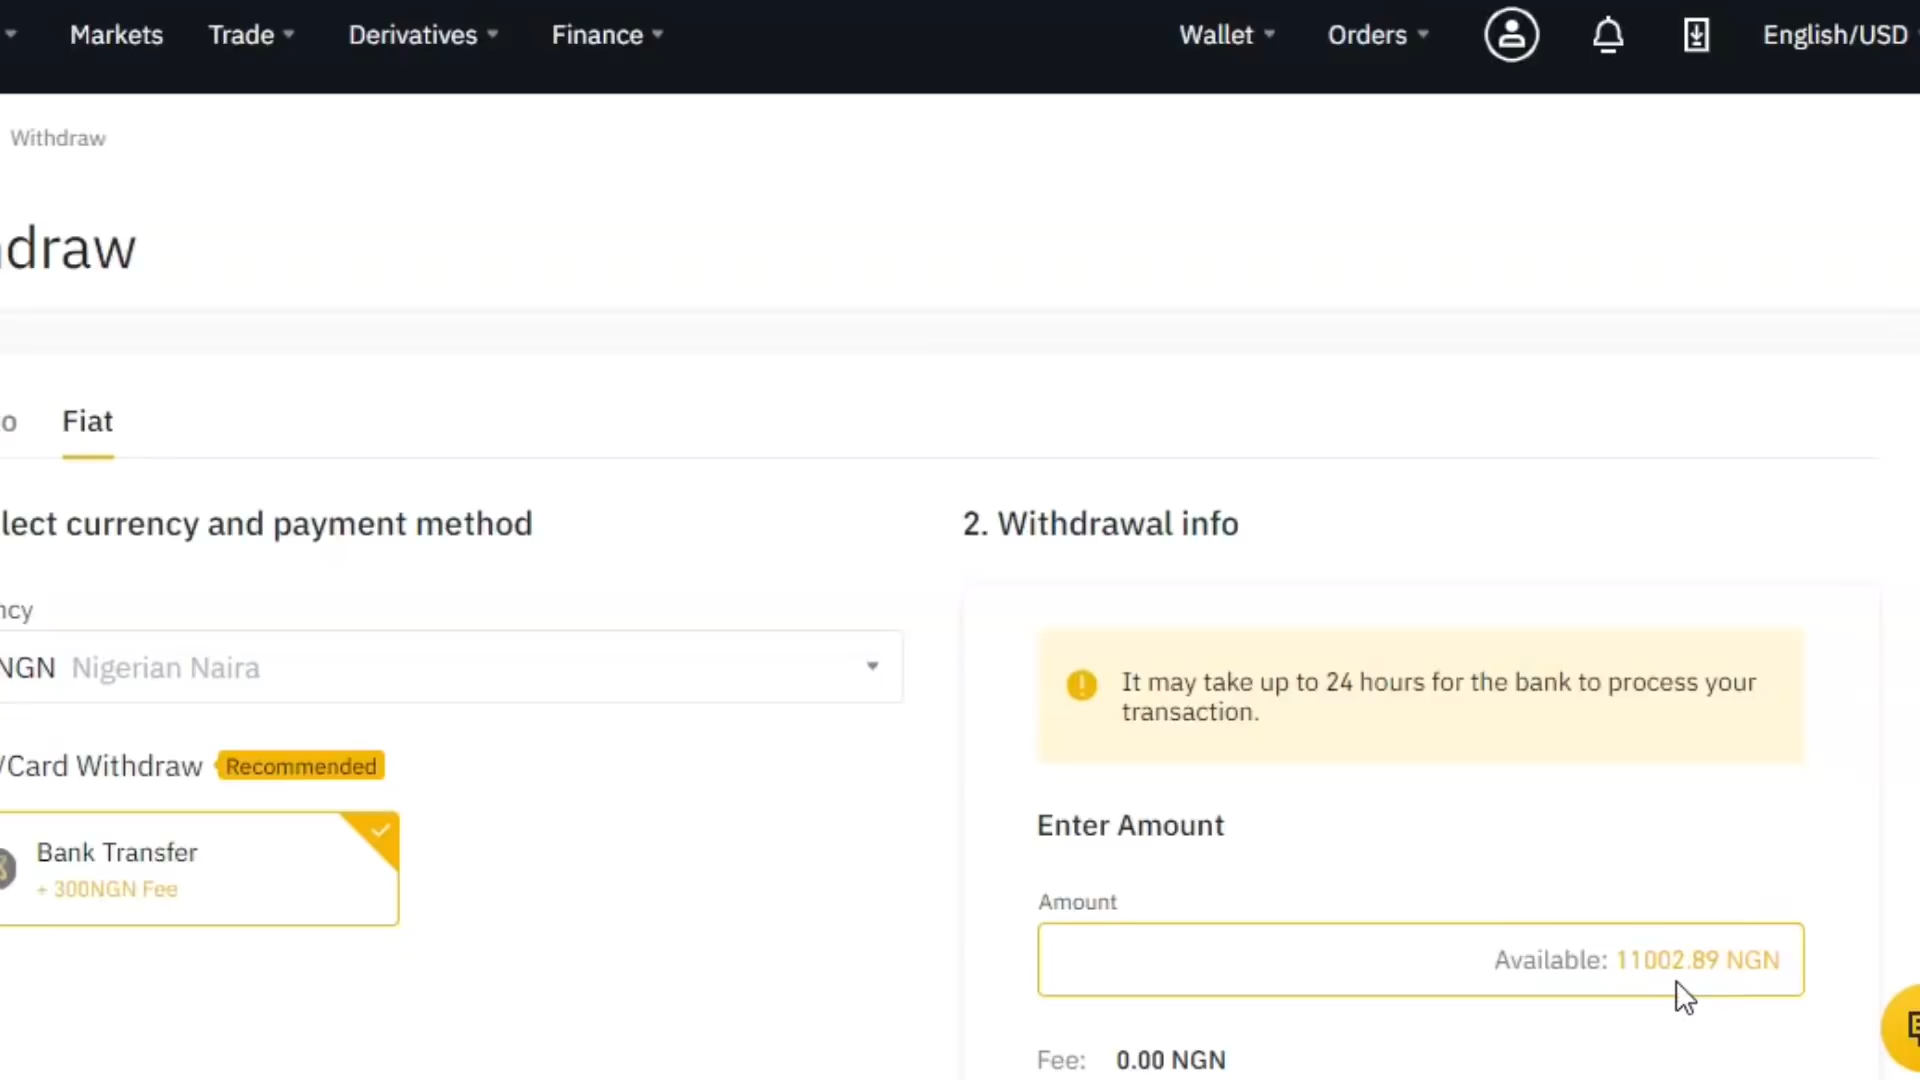 Markets Trade Derivatives Finance Wallet Orders English/USD
Withdraw
draw
o Fiat
lect currency and payment method
2. Withdrawal info
ncy
NGN Nigerian Naira
It may take up to 24 hours for the bank to process your
transaction.
/Card Withdraw Recommended
Enter Amount
Bank Transfer
+ 300NGN Fee
Amount
Available: 11002.89 NGN
Fee: 0.00 NGN